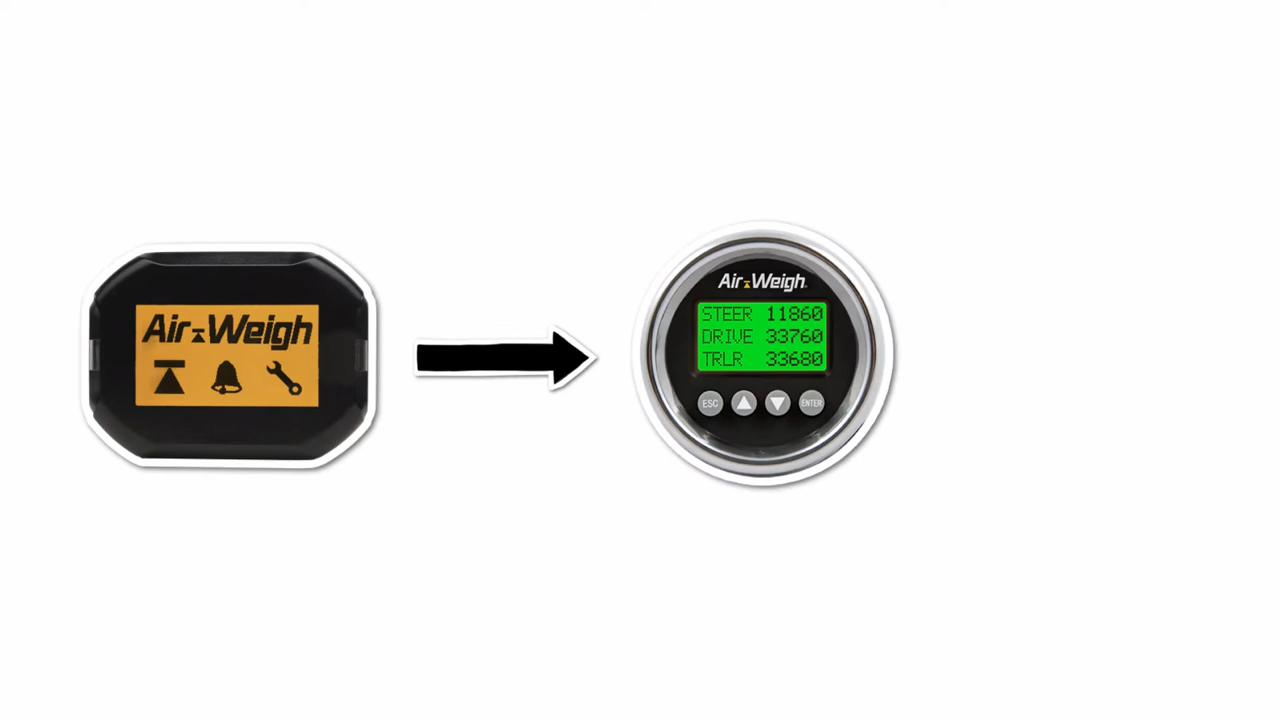 Air-Weigh
Air-Weigh
STEER 11860
DRIVE 33760
TRLR 33680
ESC
ENTER